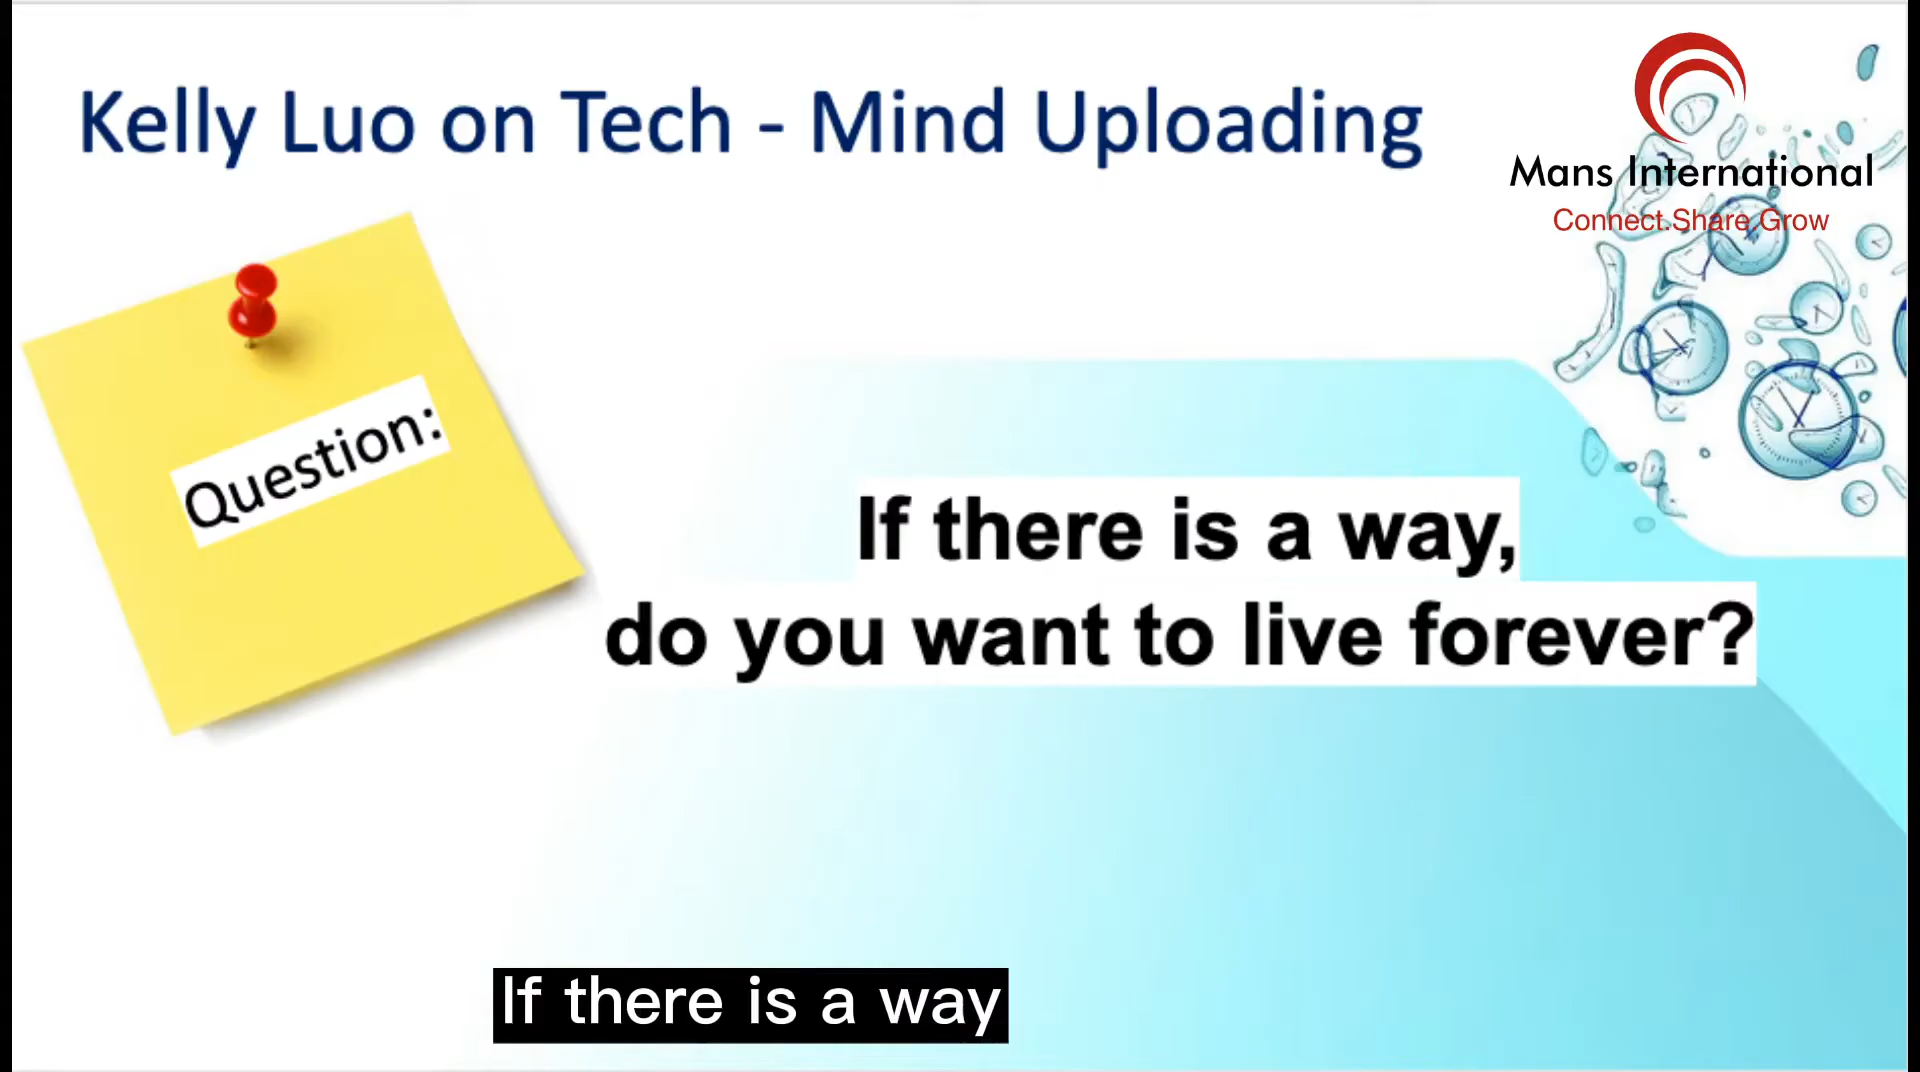 Kelly Luo on Tech - Mind Uploading
Mans International
Connect.Share.Grow
Question:
If there is a way,
do you want to live forever?
If there is a way